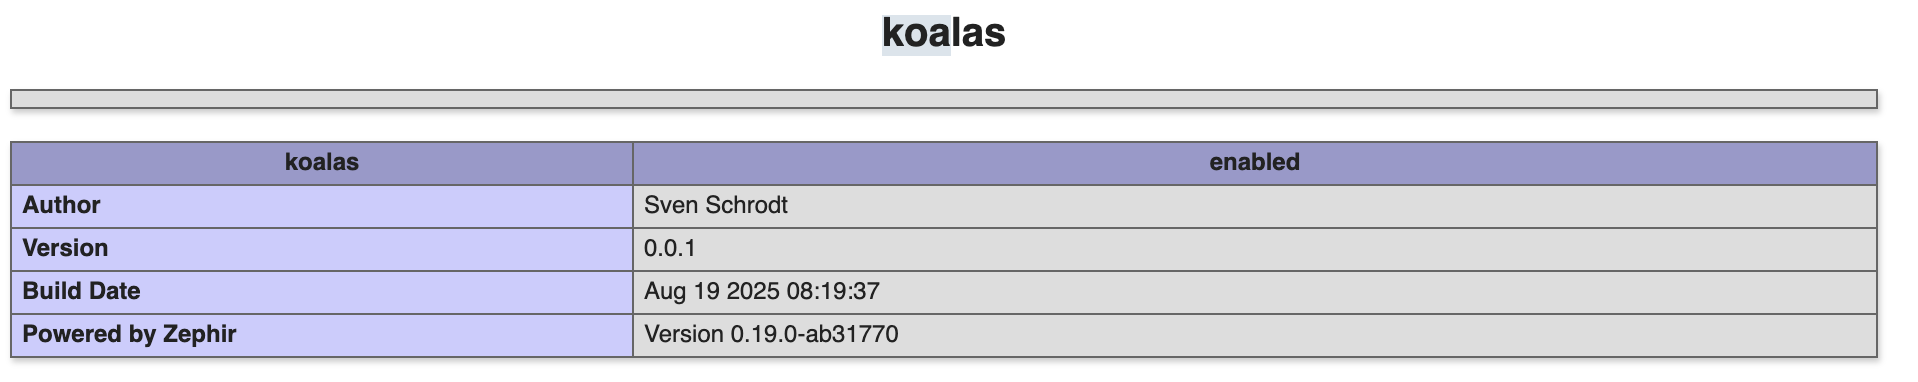 koalas
koalas enabled
Author Sven Schrodt
Version 0.0.1
Build Date Aug 19 2025 08:19:37
Powered by Zephir Version 0.19.0-ab31770